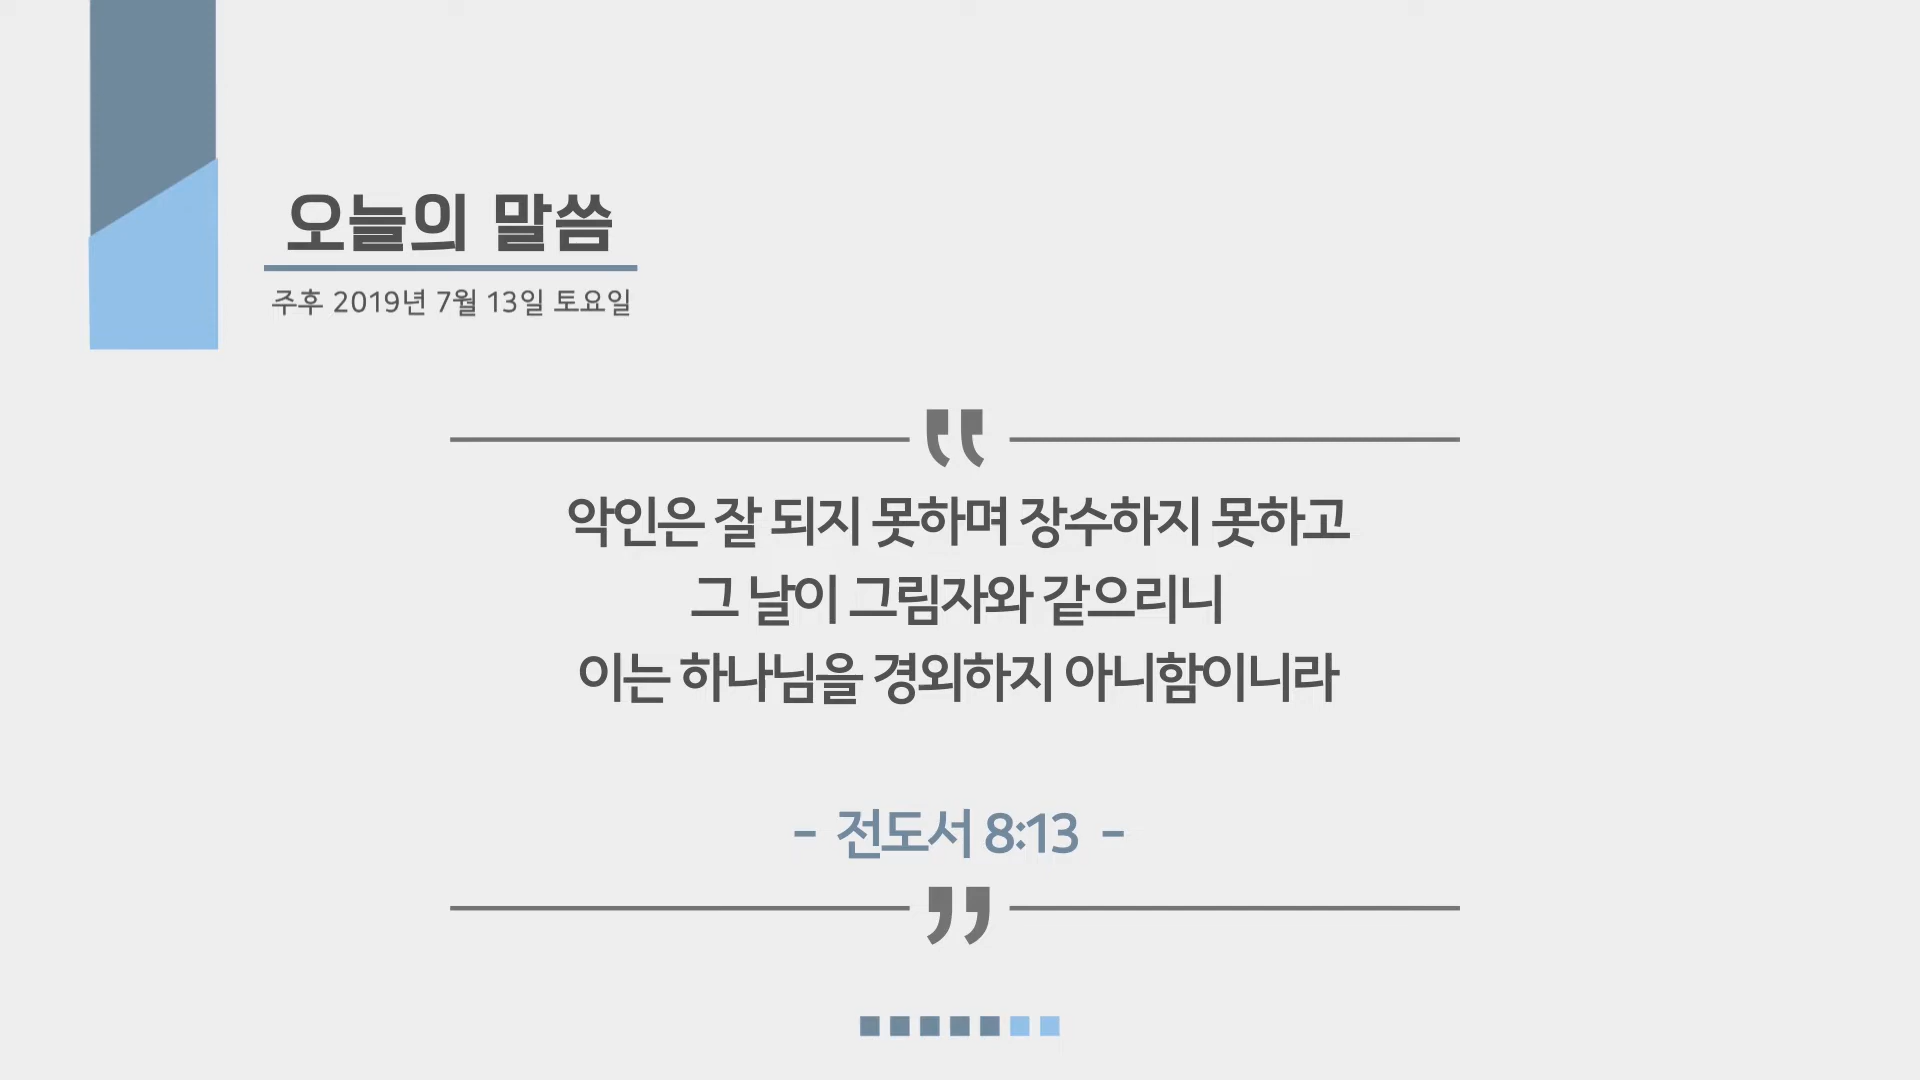 오늘의 말씀
주후 2019년 7월 13일 토요일
악인은 잘 되지 못하며 장수하지 못하고
그 날이 그림자와 같으리니
이는 하나님을 경외하지 아니함이니라
- 전도서 8:13 -